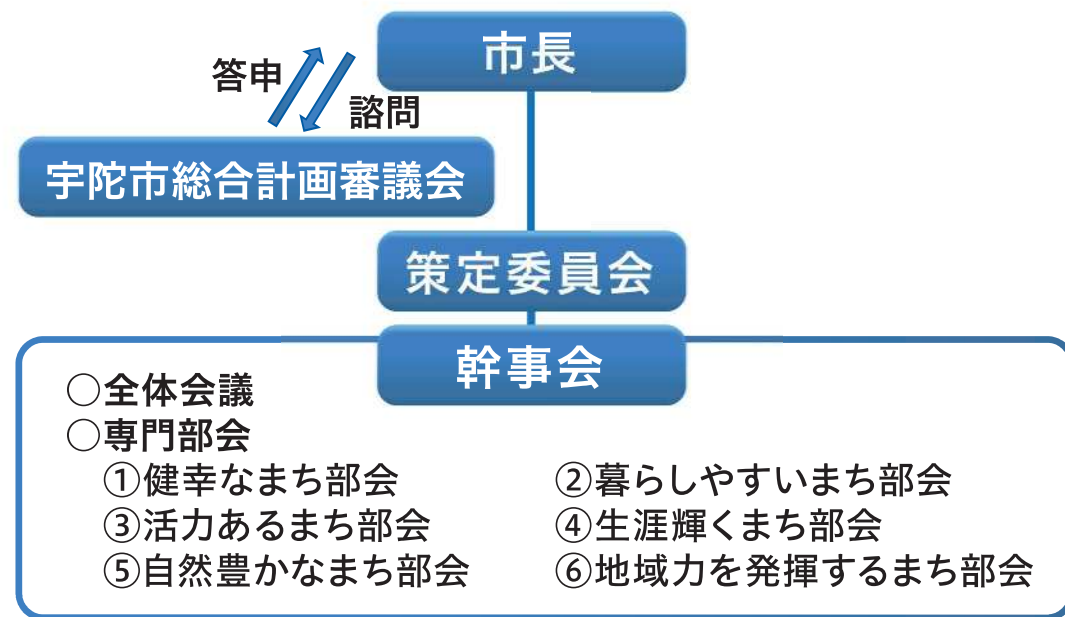 市長
答申
諮問
宇陀市総合計画審議会
策定委員会
幹事会
○全体会議
○専門部会
①健幸なまち部会
②暮らしやすいまち部会
③活力あるまち部会
④生涯輝くまち部会
⑤自然豊かなまち部会
⑥地域力を発揮するまち部会